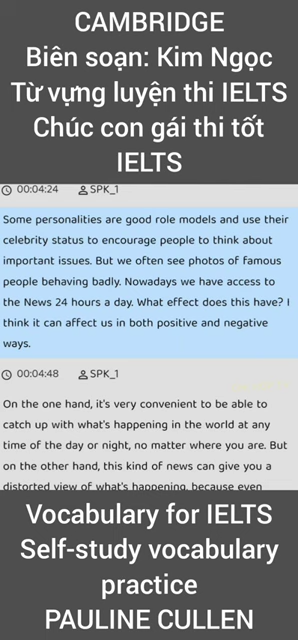 CAMBRIDGE
Biên soạn: Kim Ngọc
Từ vựng luyện thi IELTS
Chúc con gái thi tốt
IELTS
00:04:24 SPK_1
Some personalities are good role models and use their
celebrity status to encourage people to think about
important issues. But we often see photos of famous
people behaving badly. Nowadays we have access to
the News 24 hours a day. What effect does this have? I
think it can affect us in both positive and negative
ways.
00:04:48 SPK_1
On the one hand, it's very convenient to be able to
catch up with what's happening in the world at any
time of the day or night, no matter where you are. But
on the other hand, this kind of news can give you a
distorted view of what's happening, because even
Vocabulary for IELTS
Self-study vocabulary
practice
PAULINE CULLEN